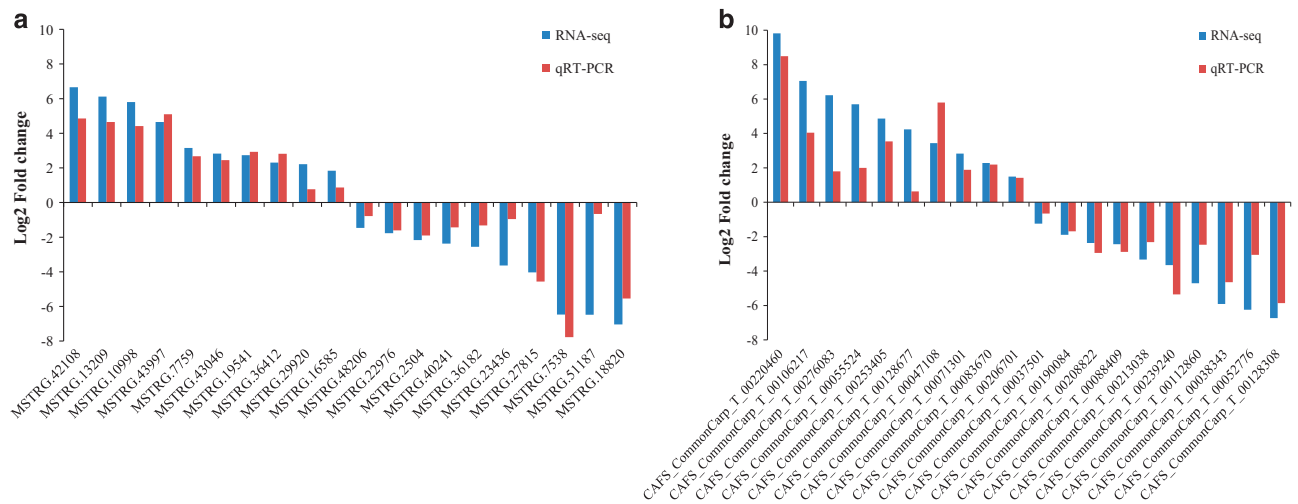 a
10
8
6
4
2
0
-2
-4
-6
-8
Log2 Fold change
RNA-seq
qRT-PCR
MSTRG.42108
MSTRG.13209
MSTRG.10998
MSTRG.43997
MSTRG.7759
MSTRG.43046
MSTRG.19541
MSTRG.36412
MSTRG.29920
MSTRG.16585
MSTRG.48206
MSTRG.22976
MSTRG.2504
MSTRG.40241
MSTRG.36182
MSTRG.23436
MSTRG.27815
MSTRG.7538
MSTRG.51187
MSTRG.18820
b
10
8
6
4
2
0
-2
-4
-6
-8
Log2 Fold change
RNA-seq
qRT-PCR
CAFS_CommonCarp_T_00220460
CAFS_CommonCarp_T_00106217
CAFS_CommonCarp_T_00276083
CAFS_CommonCarp_T_00055524
CAFS_CommonCarp_T_00253405
CAFS_CommonCarp_T_00128677
CAFS_CommonCarp_T_00047108
CAFS_CommonCarp_T_00071301
CAFS_CommonCarp_T_00083670
CAFS_CommonCarp_T_00206701
CAFS_CommonCarp_T_00037501
CAFS_CommonCarp_T_00190084
CAFS_CommonCarp_T_00208822
CAFS_CommonCarp_T_00088409
CAFS_CommonCarp_T_00213038
CAFS_CommonCarp_T_00239240
CAFS_CommonCarp_T_00112860
CAFS_CommonCarp_T_00038343
CAFS_CommonCarp_T_00052776
CAFS_CommonCarp_T_00128308